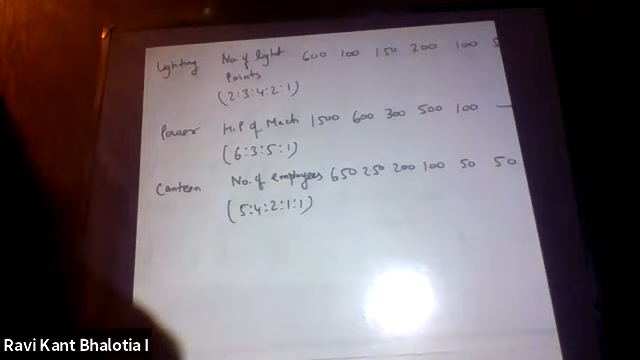 Lighting No. of light 600 100 150 200 100 5
Points
(2:3:4:2:1)
Power H.P of Mach 1500 600 300 500 100 —
(6:3:5:1)
Canteen No. of employees 650 250 200 100 50 50
(5:4:2:1:1)
Ravi Kant Bhalotia I